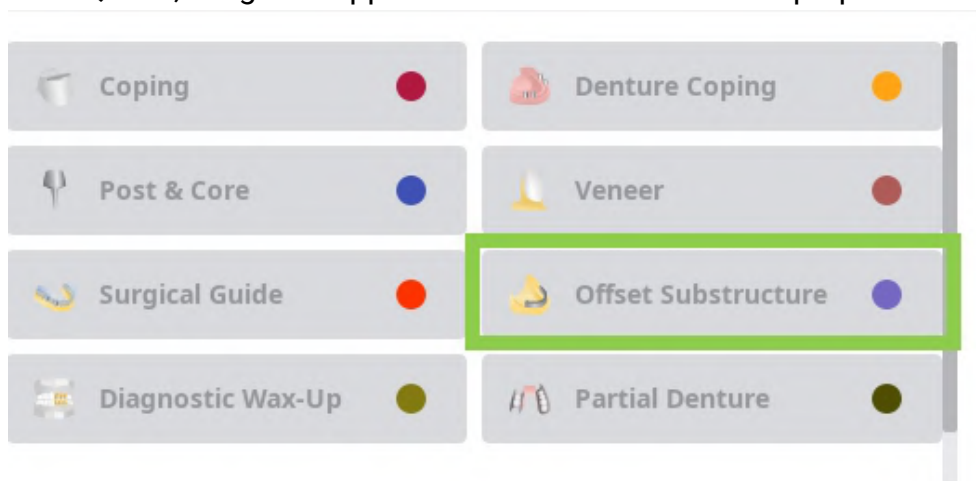 Coping
Denture Coping
Post & Core
Veneer
Surgical Guide
Offset Substructure
Diagnostic Wax-Up
Partial Denture